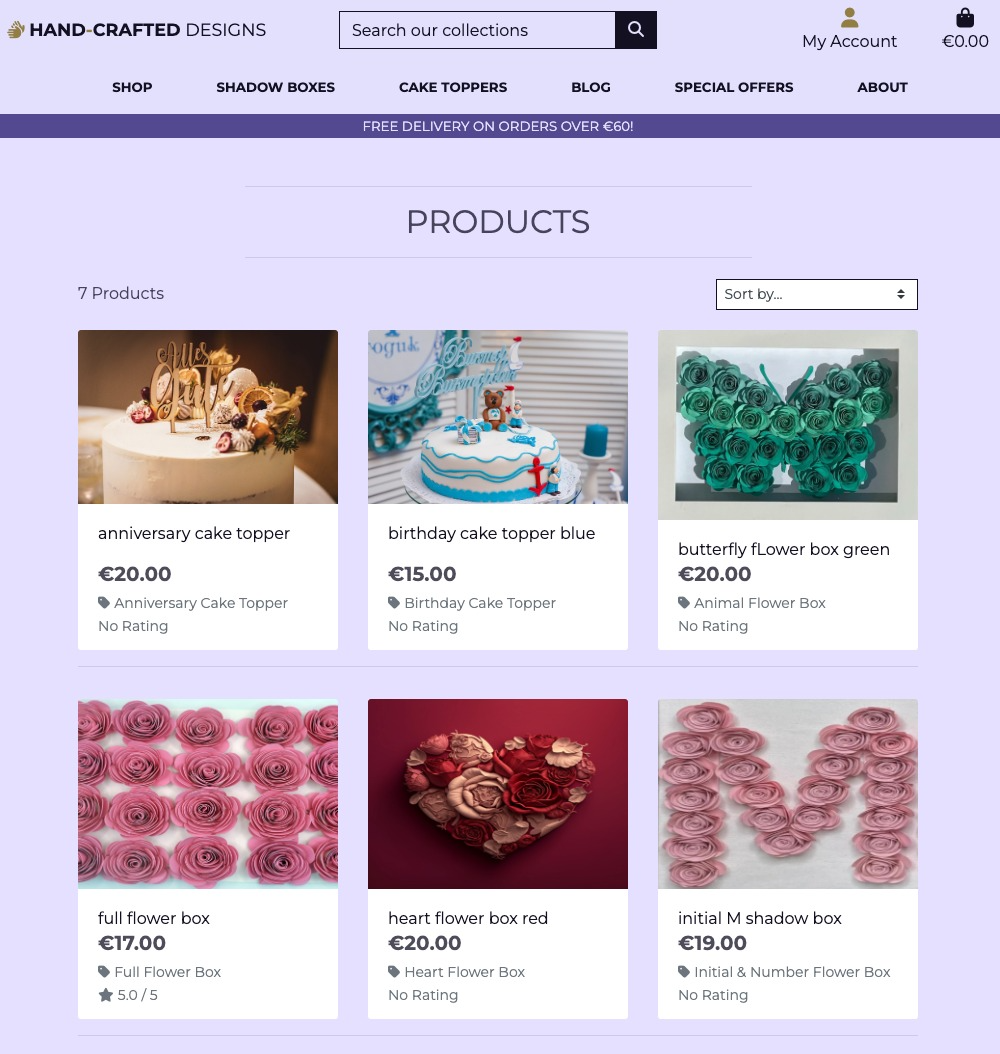 HAND-CRAFTED DESIGNS
Search our collections
My Account
€0.00
SHOP
SHADOW BOXES
CAKE TOPPERS
BLOG
SPECIAL OFFERS
ABOUT
FREE DELIVERY ON ORDERS OVER €60!
PRODUCTS
7 Products
Sort by...
Alles
Gute
anniversary cake topper
€20.00
Anniversary Cake Topper
No Rating
birthday cake topper blue
€15.00
Birthday Cake Topper
No Rating
butterfly fLower box green
€20.00
Animal Flower Box
No Rating
full flower box
€17.00
Full Flower Box
5.0 / 5
heart flower box red
€20.00
Heart Flower Box
No Rating
initial M shadow box
€19.00
Initial & Number Flower Box
No Rating